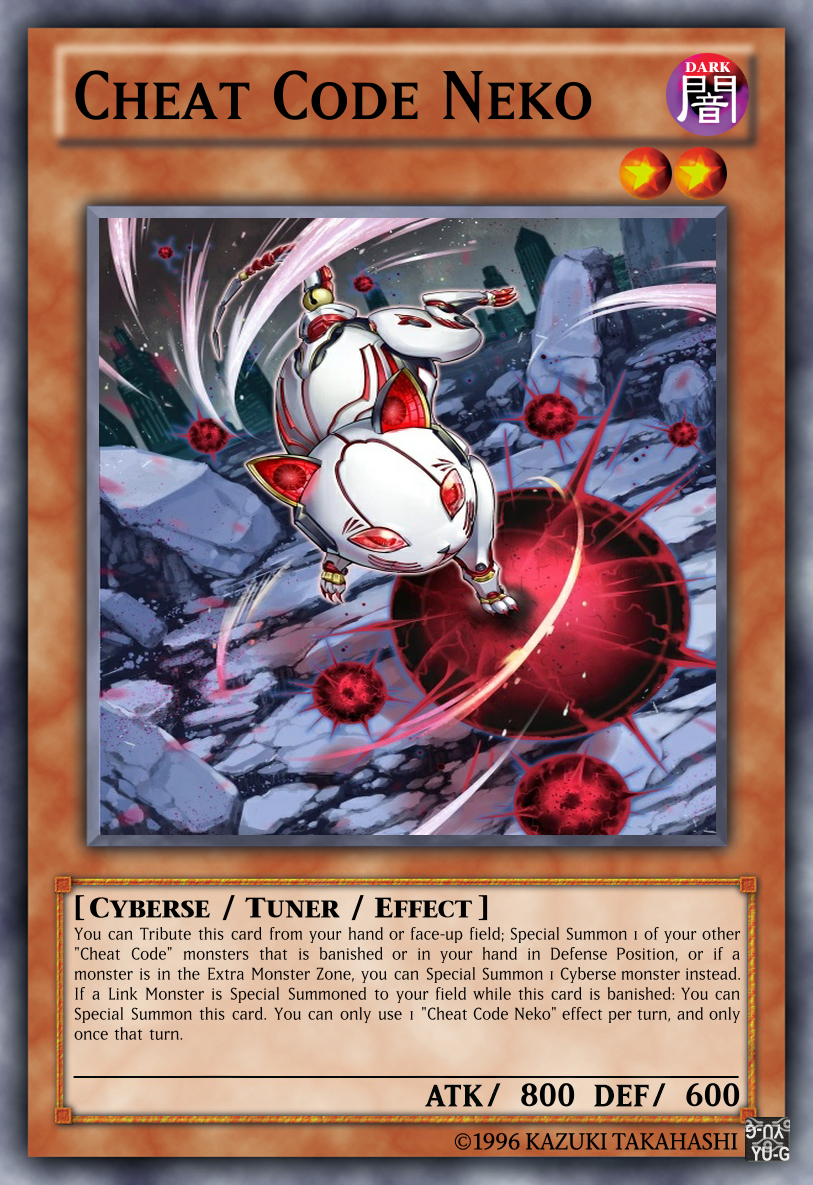 Cheat Code Neko
DARK
闇
[ Cyberse / Tuner / Effect ]
You can Tribute this card from your hand or face-up field; Special Summon 1 of your other
"Cheat Code" monsters that is banished or in your hand in Defense Position, or if a
monster is in the Extra Monster Zone, you can Special Summon 1 Cyberse monster instead.
If a Link Monster is Special Summoned to your field while this card is banished: You can
Special Summon this card. You can only use 1 "Cheat Code Neko" effect per turn, and only
once that turn.
ATK/ 800 DEF/ 600
©1996 KAZUKI TAKAHASHI
YU-G